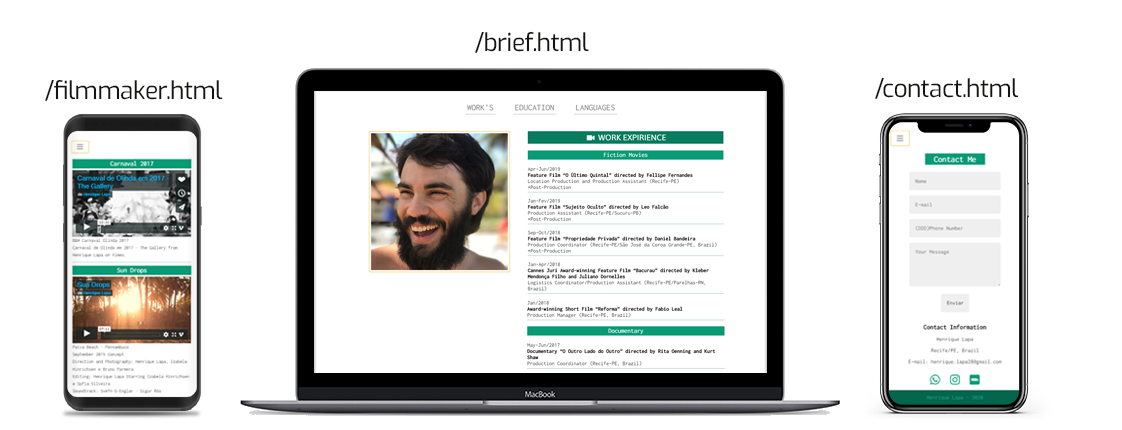 /brief.html
/filmmaker.html
/contact.html
Carnaval 2017
Carnaval de Olinda em 2017 -
The Gallery
from Henrique Lapa
BBM Carnaval Olinda 2017
Carnaval de Olinda em 2017 - The Gallery from
Henrique Lapa on Vimeo.
Sun Drops
Sun Drops
from Henrique Lapa
Paiva Beach - Pernambuco
September 2015 Concept
Direction and Photography: Henrique Lapa, Izabela
Hinrichsen e Bruno Parmera
Editing: Henrique Lapa Starring Izabela Hinrichsen
e Sofia Silveira
Soundtrack: Svefn-G-Englar - Sigur Rós
WORK'S EDUCATION LANGUAGES
WORK EXPIRIENCE
Fiction Movies
Apr-Jun/2019
Feature Film “O Último Quintal” directed by Fellipe Fernandes
Location Production and Production Assistant (Recife-PE)
*Post-Production
Jan-Fev/2019
Feature Film “Sujeito Oculto” directed by Leo Falcão
Production Assistant (Recife-PE/Sucuru-PB)
*Post-Production
Sep-Oct/2018
Feature Film “Propriedade Privada” directed by Daniel Bandeira
Production Coordinator (Recife-PE/São José da Coroa Grande-PE, Brazil)
*Post-Production
Jan-Apr/2018
Cannes Juri Award-winning Feature Film “Bacurau” directed by Kleber
Mendonça Filho and Juliano Dornelles
Logistics Coordinator/Production Assistant (Recife-PE/Parelhas-RN,
Brazil)
Jan/2018
Award-winning Short Film “Reforma” directed by Fabio Leal
Production Manager (Recife-PE, Brazil)
Documentary
May-Jun/2017
Documentary “O Outro Lado do Outro” directed by Rita Oenning and Kurt
Shaw
Production Coordinator (Recife-PE, Brazil)
MacBook
Contact Me
Name
E-mail
(DDD)Phone Number
Your Message
Enviar
Contact Information
Henrique Lapa
Recife/PE, Brazil
Henrique Lapa - 2020